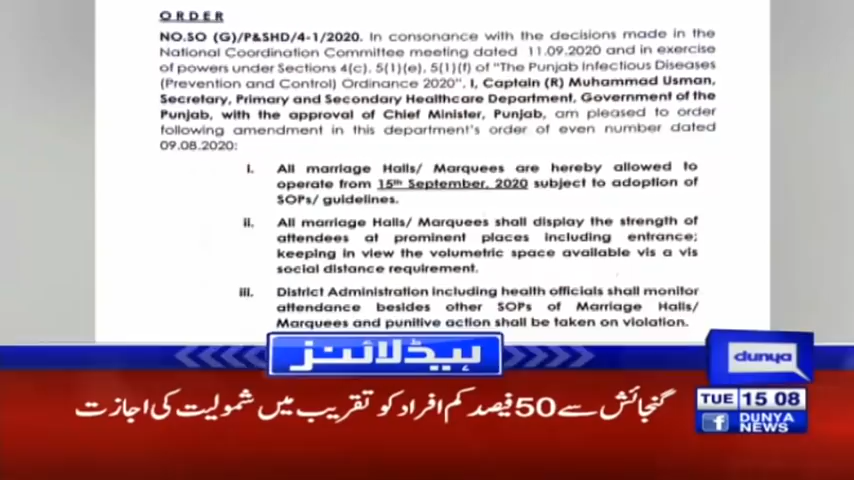 ORDER
NO.SO (G)/P&SHD/4-1/2020. In consonance with the decisions made in the
National Coordination Committee meeting dated 11.09.2020 and in exercise
of powers under Sections 4(c), 5(1)(e), 5(1)(f) of "The Punjab Infectious Diseases
(Prevention and Control) Ordinance 2020", I, Captain (R) Muhammad Usman,
Secretary, Primary and Secondary Healthcare Department, Government of the
Punjab, with the approval of Chief Minister, Punjab, am pleased to order
following amendment in this department's order of even number dated
09.08.2020:
i. All marriage Halls/ Marquees are hereby allowed to
operate from 15th September, 2020 subject to adoption of
SOPs/ guidelines.
ii. All marriage Halls/ Marquees shall display the strength of
attendees at prominent places including entrance;
keeping in view the volumetric space available vis a vis
social distance requirement.
iii. District Administration including health officials shall monitor
attendance besides other SOPs of Marriage Halls/
Marquees and punitive action shall be taken on violation.
ہیڈلائنز
گنجائش سے 50 فیصد کم افراد کو تقریب میں شمولیت کی اجازت
dunya
TUE 15 08
f DUNYA
NEWS